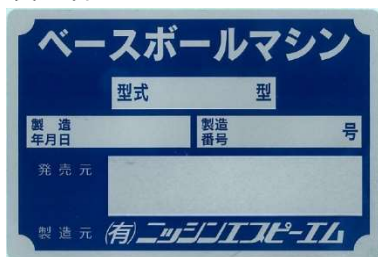 ベースボールマシン
型式 型
製造年月日 製造番号 号
発売元
製造元 (有)ニッシンエスピーエム